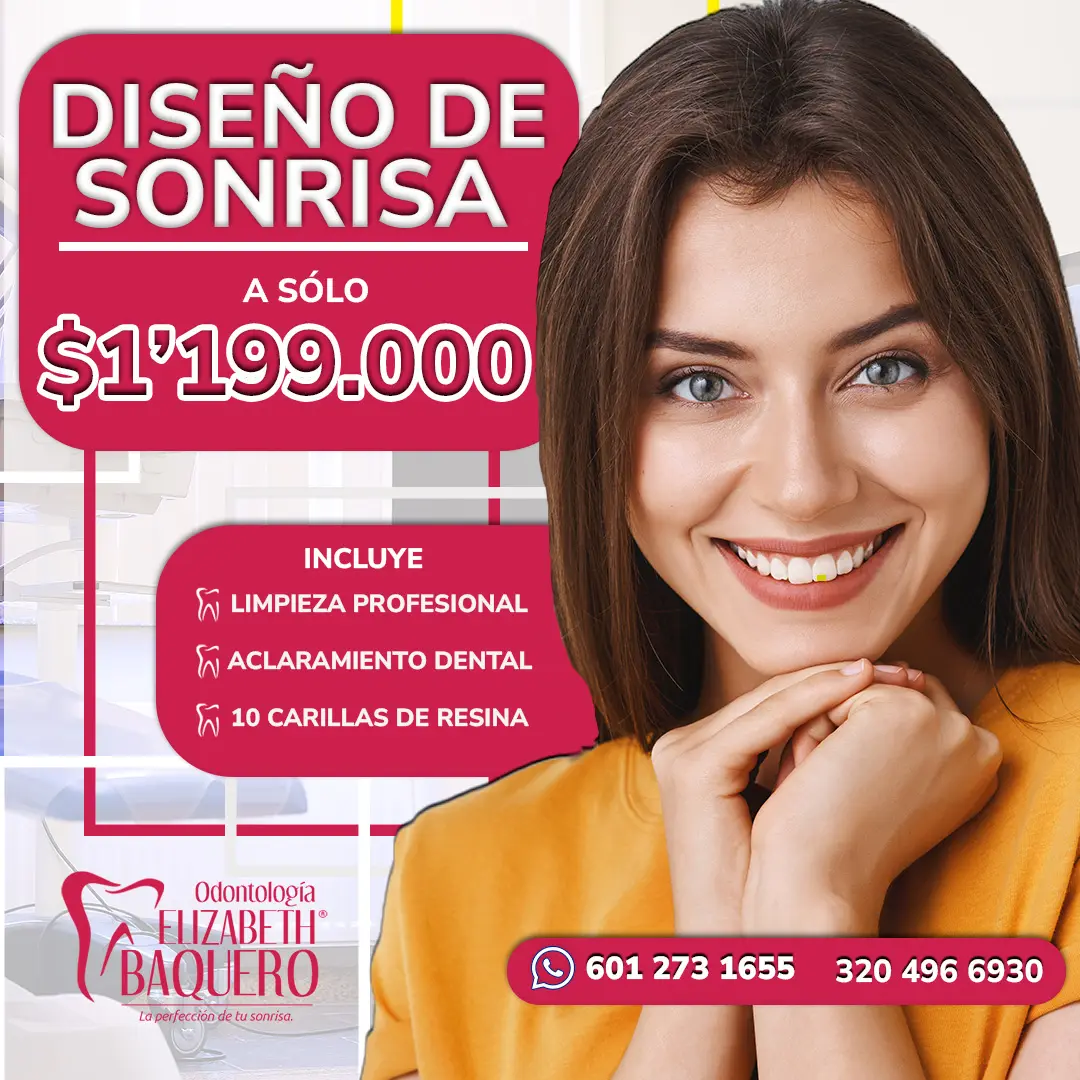 DISEÑO DE
SONRISA
A SÓLO
$1’199.000
INCLUYE
LIMPIEZA PROFESIONAL
ACLARAMIENTO DENTAL
10 CARILLAS DE RESINA
Odontología
ELIZABETH®
BAQUERO
La perfección de tu sonrisa.
601 273 1655 320 496 6930